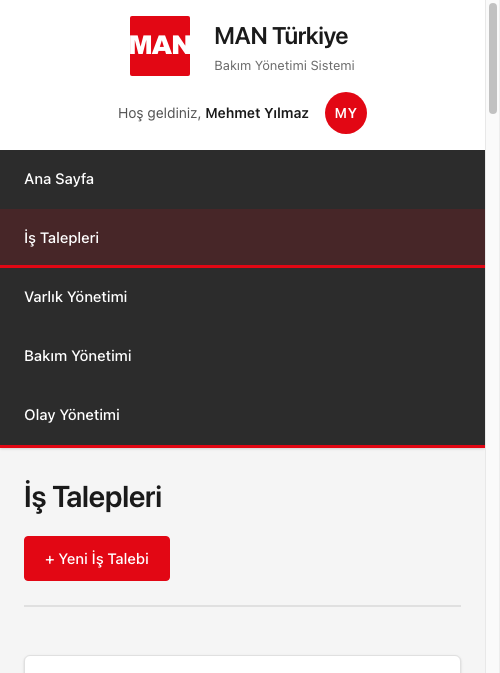 MAN
MAN Türkiye
Bakım Yönetimi Sistemi
Hoş geldiniz, Mehmet Yılmaz
MY
Ana Sayfa
İş Talepleri
Varlık Yönetimi
Bakım Yönetimi
Olay Yönetimi
İş Talepleri
+ Yeni İş Talebi